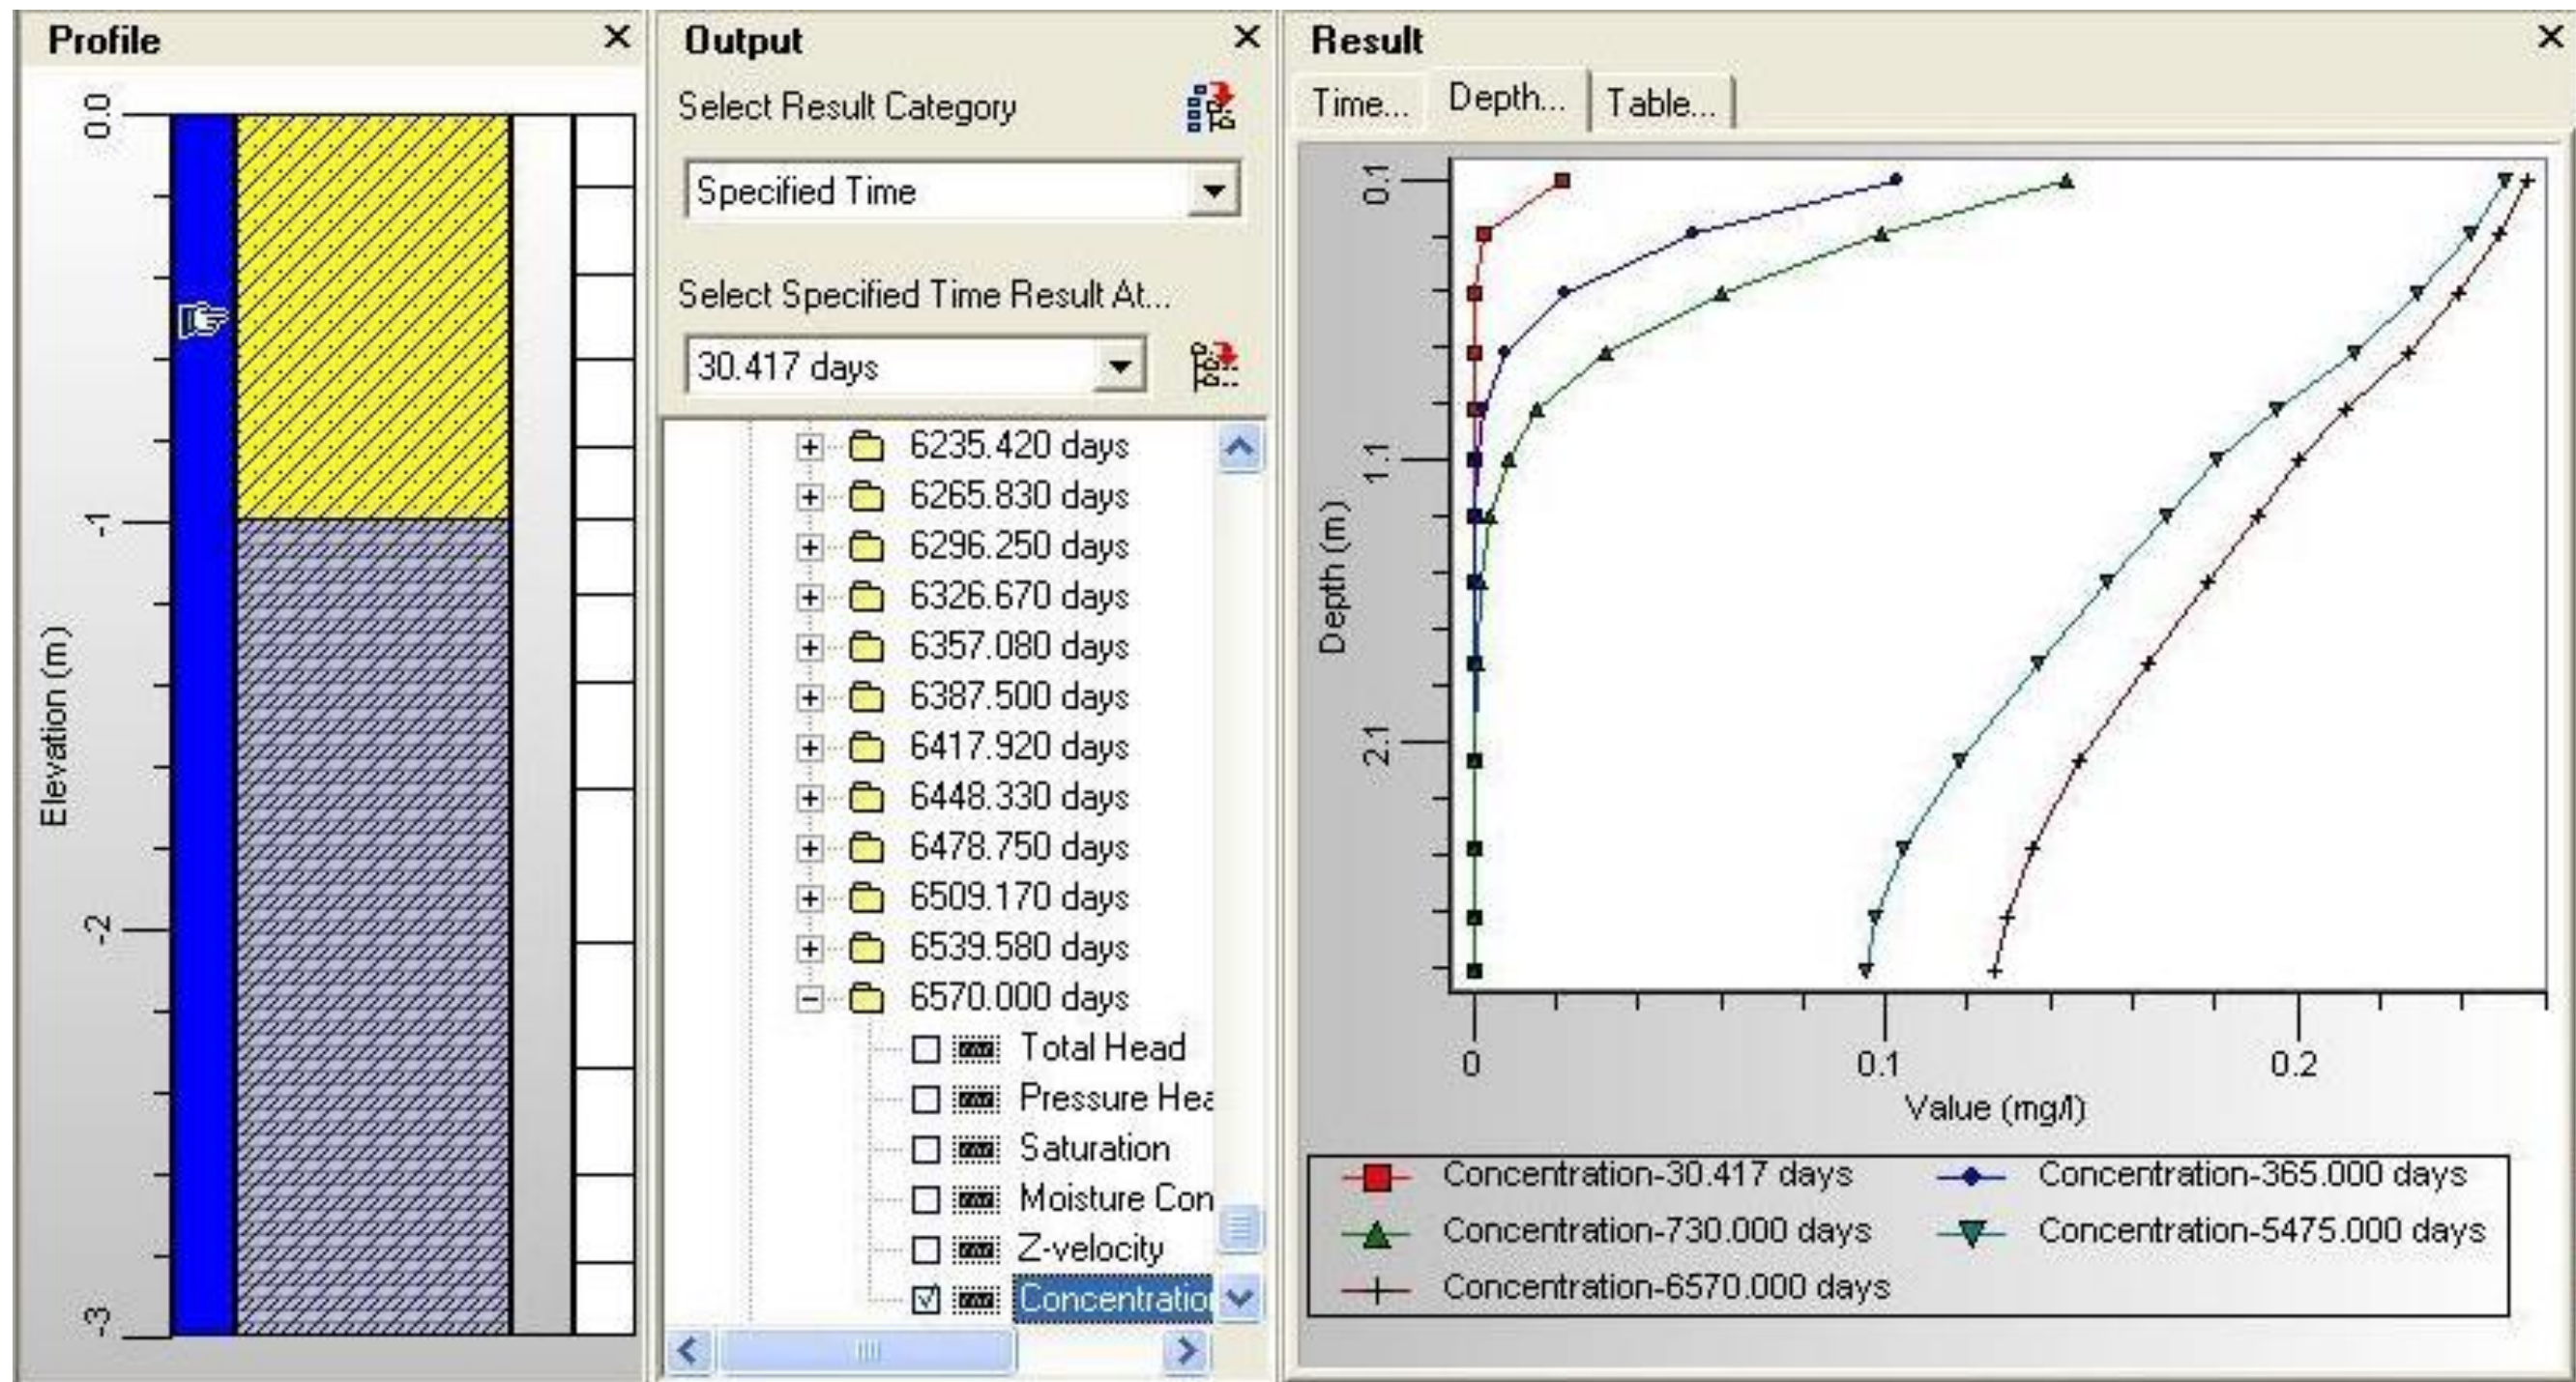 Profile
0.0
-1
-2
-3
Elevation (m)
Output
Select Result Category
Specified Time
Select Specified Time Result At...
30.417 days
6235.420 days
6265.830 days
6296.250 days
6326.670 days
6357.080 days
6387.500 days
6417.920 days
6448.330 days
6478.750 days
6509.170 days
6539.580 days
6570.000 days
Total Head
Pressure Hea
Saturation
Moisture Con
Z-velocity
Concentratio
Result
Time... Depth... Table...
0.1
1.1
2.1
Depth (m)
0 0.1 0.2
Value (mg/l)
Concentration-30.417 days Concentration-365.000 days
Concentration-730.000 days Concentration-5475.000 days
Concentration-6570.000 days